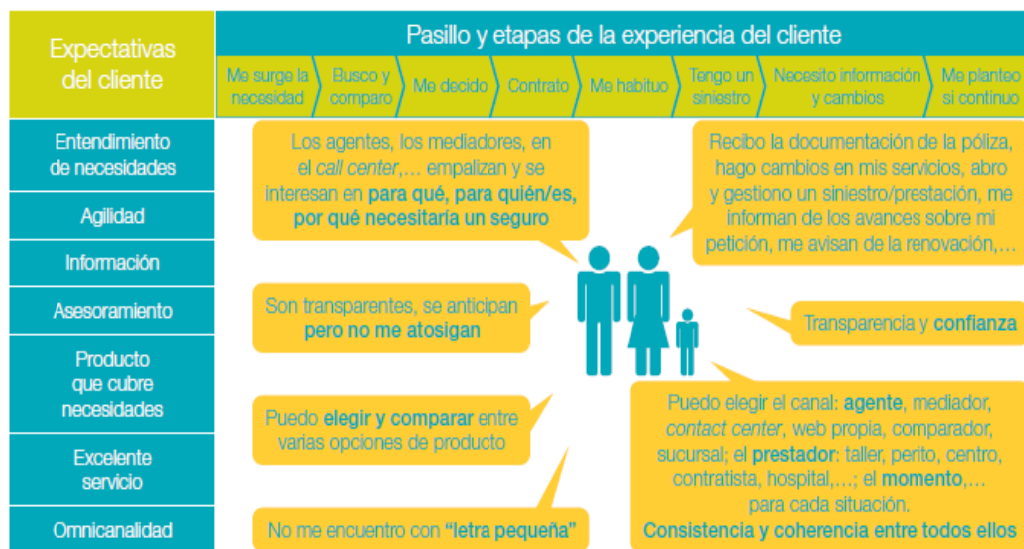 Expectativas
del cliente
Pasillo y etapas de la experiencia del cliente
Me surge la
necesidad
Busco y
comparo
Me decido
Contrato
Me habituo
Tengo un
siniestro
Necesito información
y cambios
Me planteo
si continuo
Entendimiento
de necesidades
Agilidad
Información
Asesoramiento
Producto
que cubre
necesidades
Excelente
servicio
Omnicanalidad
Los agentes, los mediadores, en
el call center,... empalizan y se
interesan en para qué, para quién/es,
por qué necesitaría un seguro
Recibo la documentación de la póliza,
hago cambios en mis servicios, abro
y gestiono un siniestro/prestación, me
informan de los avances sobre mi
petición, me avisan de la renovación,...
Son transparentes, se anticipan
pero no me atosigan
Transparencia y confianza
Puedo elegir y comparar entre
varias opciones de producto
Puedo elegir el canal: agente, mediador,
contact center, web propia, comparador,
sucursal; el prestador: taller, perito, centro,
contratista, hospital,...; el momento,...
para cada situación.
Consistencia y coherencia entre todos ellos
No me encuentro con "letra pequeña"